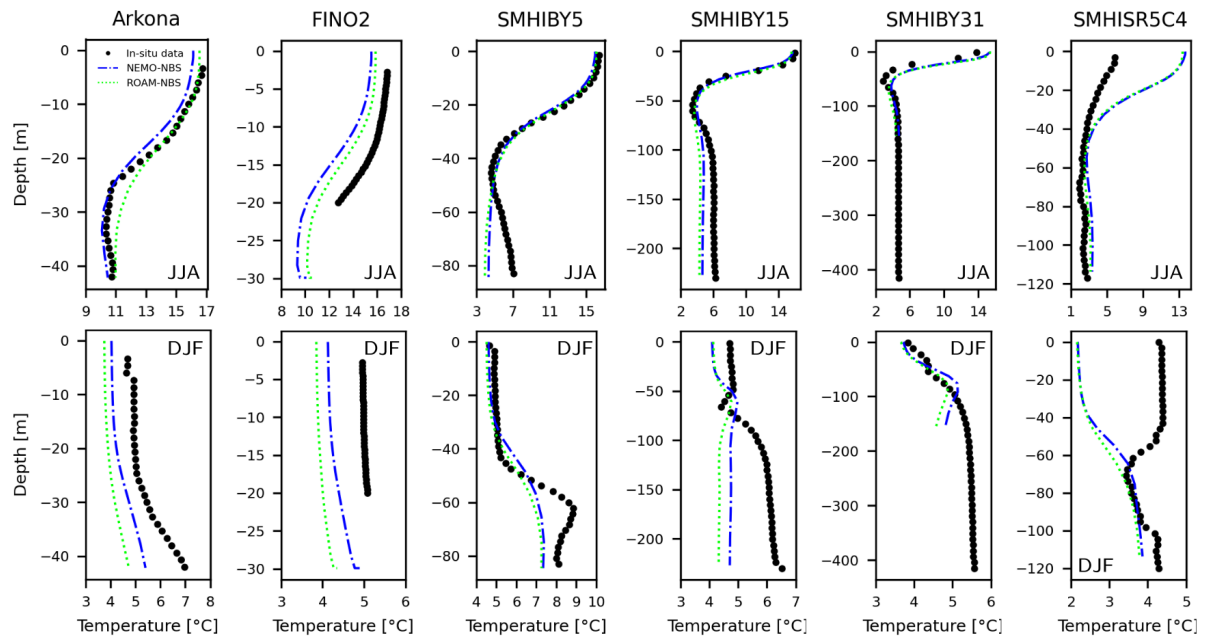 Arkona FINO2 SMHIBY5 SMHIBY15 SMHIBY31 SMHISR5C4
In-situ data
NEMO-NBS
ROAM-NBS
Depth [m]
0 −10 −20 −30 −40
9 11 13 15 17
JJA
0 −5 −10 −15 −20 −25 −30
8 10 12 14 16 18
JJA
0 −20 −40 −60 −80
3 7 11 16
JJA
0 −50 −100 −150 −200
2 6 10 14
JJA
0 −100 −200 −300 −400
2 6 10 14
JJA
0 −20 −40 −60 −80 −100 −120
1 5 9 13
JJA
Depth [m]
0 −10 −20 −30 −40
3 4 5 6 7 8
DJF
Temperature [°C]
0 −5 −10 −15 −20 −25 −30
3 4 5 6
DJF
Temperature [°C]
0 −20 −40 −60 −80
4 5 6 7 8 9 10
DJF
Temperature [°C]
0 −50 −100 −150 −200
3 4 5 6 7
DJF
Temperature [°C]
0 −100 −200 −300 −400
3 4 5 6
DJF
Temperature [°C]
0 −20 −40 −60 −80 −100 −120
2 3 4 5
DJF
Temperature [°C]